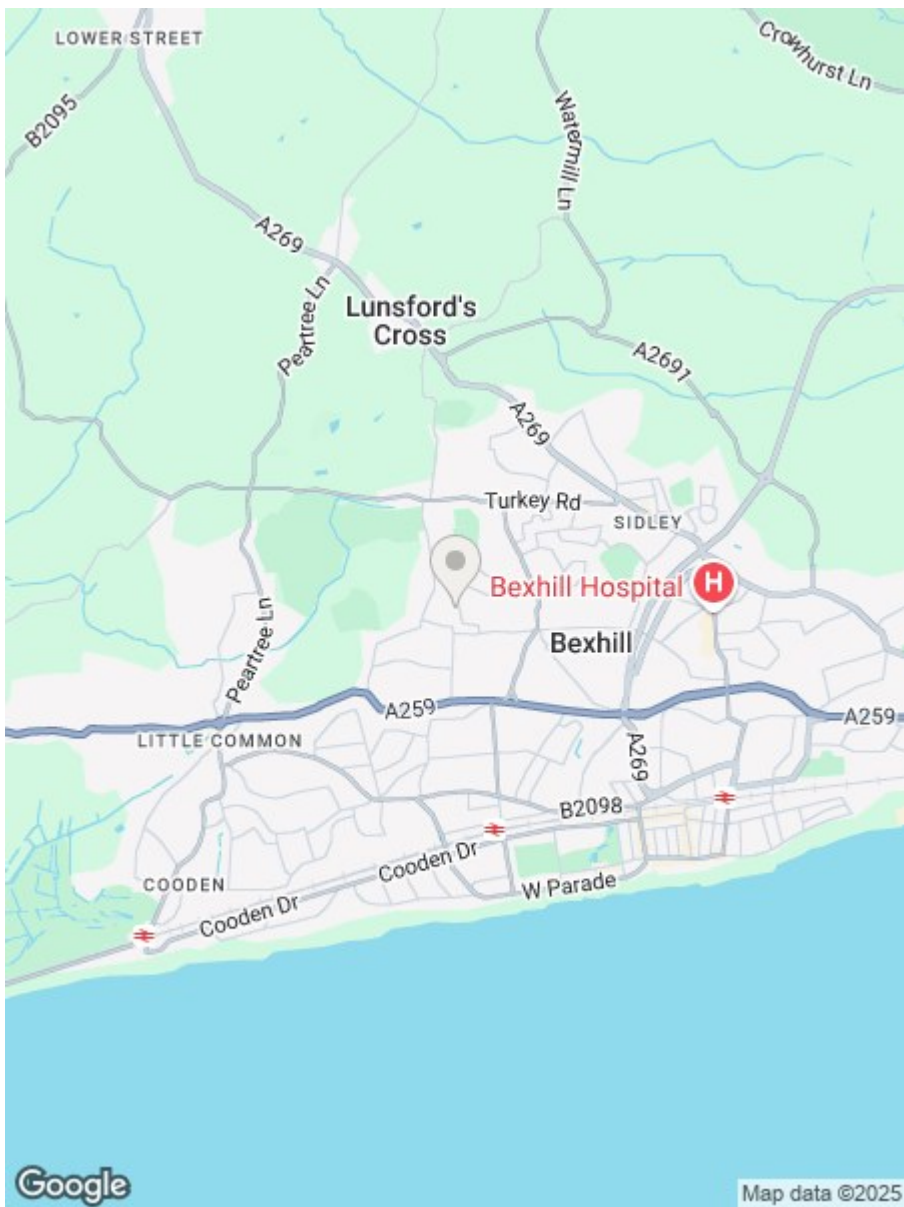 LOWER STREET
Crowhurst Ln
B2095
Watermill Ln
A269
Peartree Ln
Lunsford's
Cross
A2691
A269
Turkey Rd
SIDLEY
Bexhill Hospital
H
Bexhill
Peartree Ln
A259
A259
LITTLE COMMON
A269
B2098
Cooden Dr
COODEN
W Parade
Cooden Dr
Google
Map data ©2025